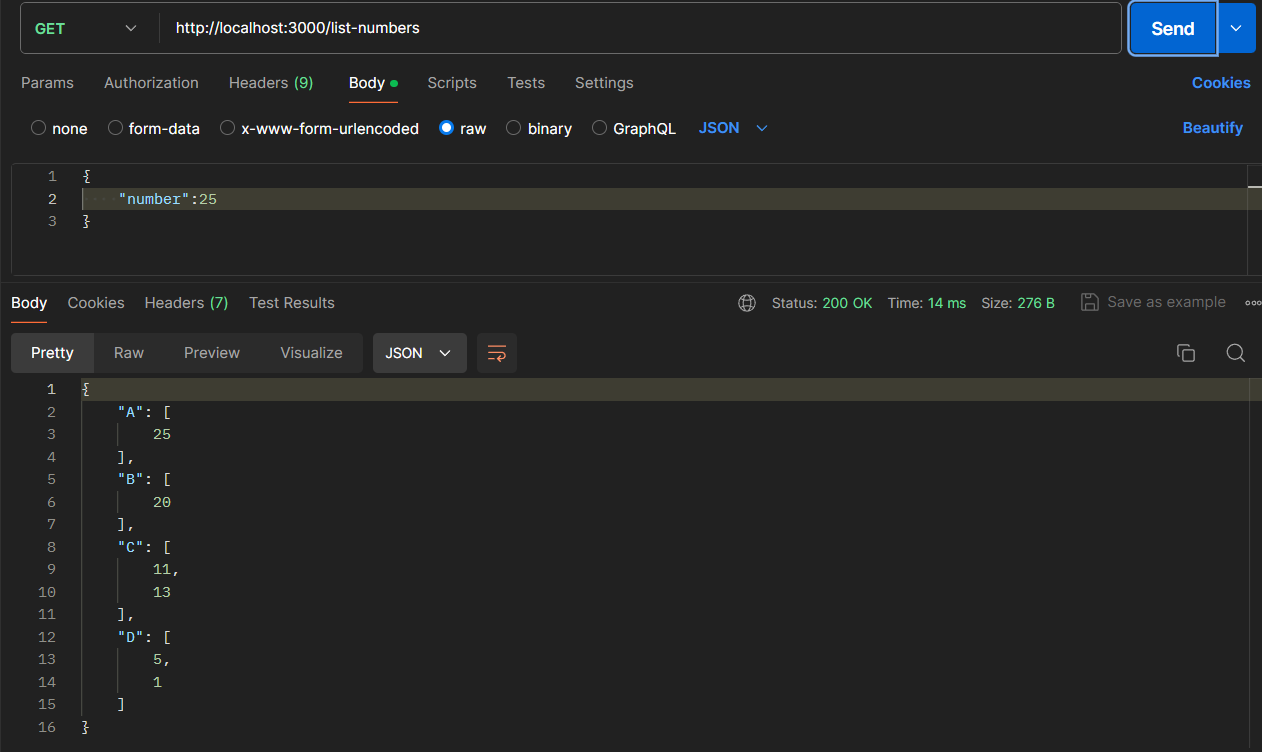 GET http://localhost:3000/list-numbers Send
Params Authorization Headers (9) Body Scripts Tests Settings Cookies
none form-data x-www-form-urlencoded raw binary GraphQL JSON Beautify
1 {
2 "number":25
3 }
Body Cookies Headers (7) Test Results Status: 200 OK Time: 14 ms Size: 276 B Save as example
Pretty Raw Preview Visualize JSON
1 {
2 "A": [
3 25
4 ],
5 "B": [
6 20
7 ],
8 "C": [
9 11,
10 13
11 ],
12 "D": [
13 5,
14 1
15 ]
16 }